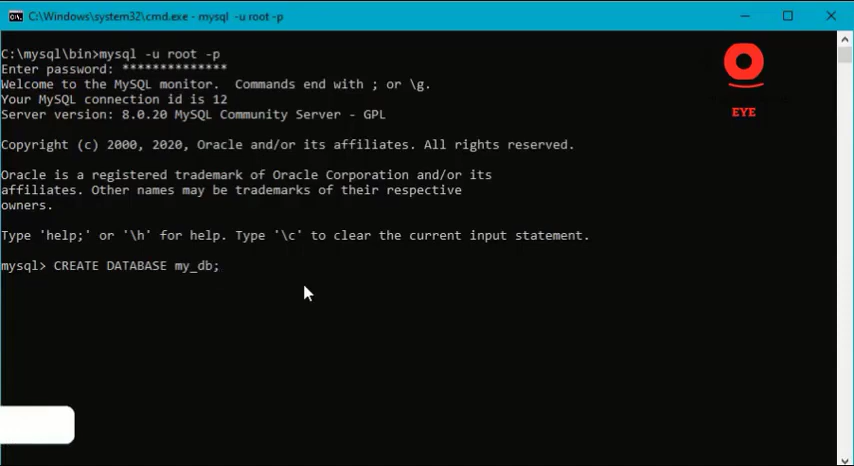 C:\Windows\system32\cmd.exe - mysql -u root -p
C:\mysql\bin>mysql -u root -p
Enter password: **************
Welcome to the MySQL monitor.  Commands end with ; or \g.
Your MySQL connection id is 12
Server version: 8.0.20 MySQL Community Server - GPL
Copyright (c) 2000, 2020, Oracle and/or its affiliates. All rights reserved.
Oracle is a registered trademark of Oracle Corporation and/or its
affiliates. Other names may be trademarks of their respective
owners.
Type 'help;' or '\h' for help. Type '\c' to clear the current input statement.
mysql> CREATE DATABASE my_db;
EYE